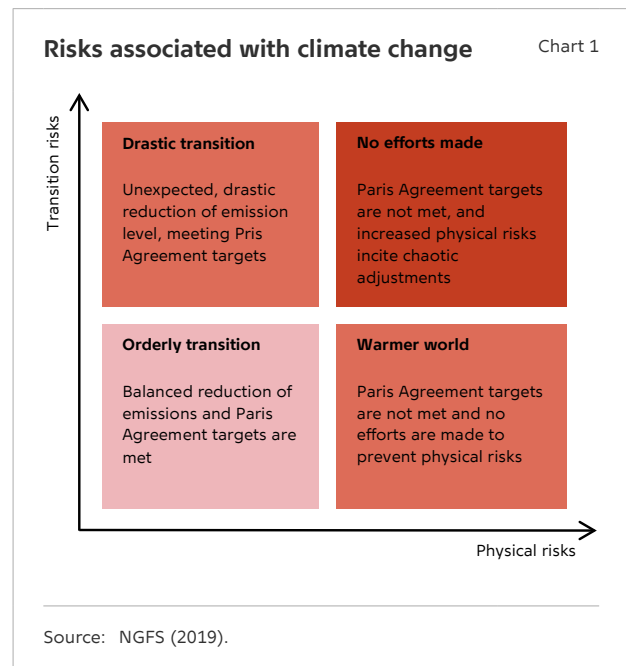 Risks associated with climate change
Chart 1
Transition risks
Drastic transition
Unexpected, drastic
reduction of emission
level, meeting Pris
Agreement targets
No efforts made
Paris Agreement targets
are not met, and
increased physical risks
incite chaotic
adjustments
Orderly transition
Balanced reduction of
emissions and Paris
Agreement targets are
met
Warmer world
Paris Agreement targets
are not met and no
efforts are made to
prevent physical risks
Physical risks
Source: NGFS (2019).